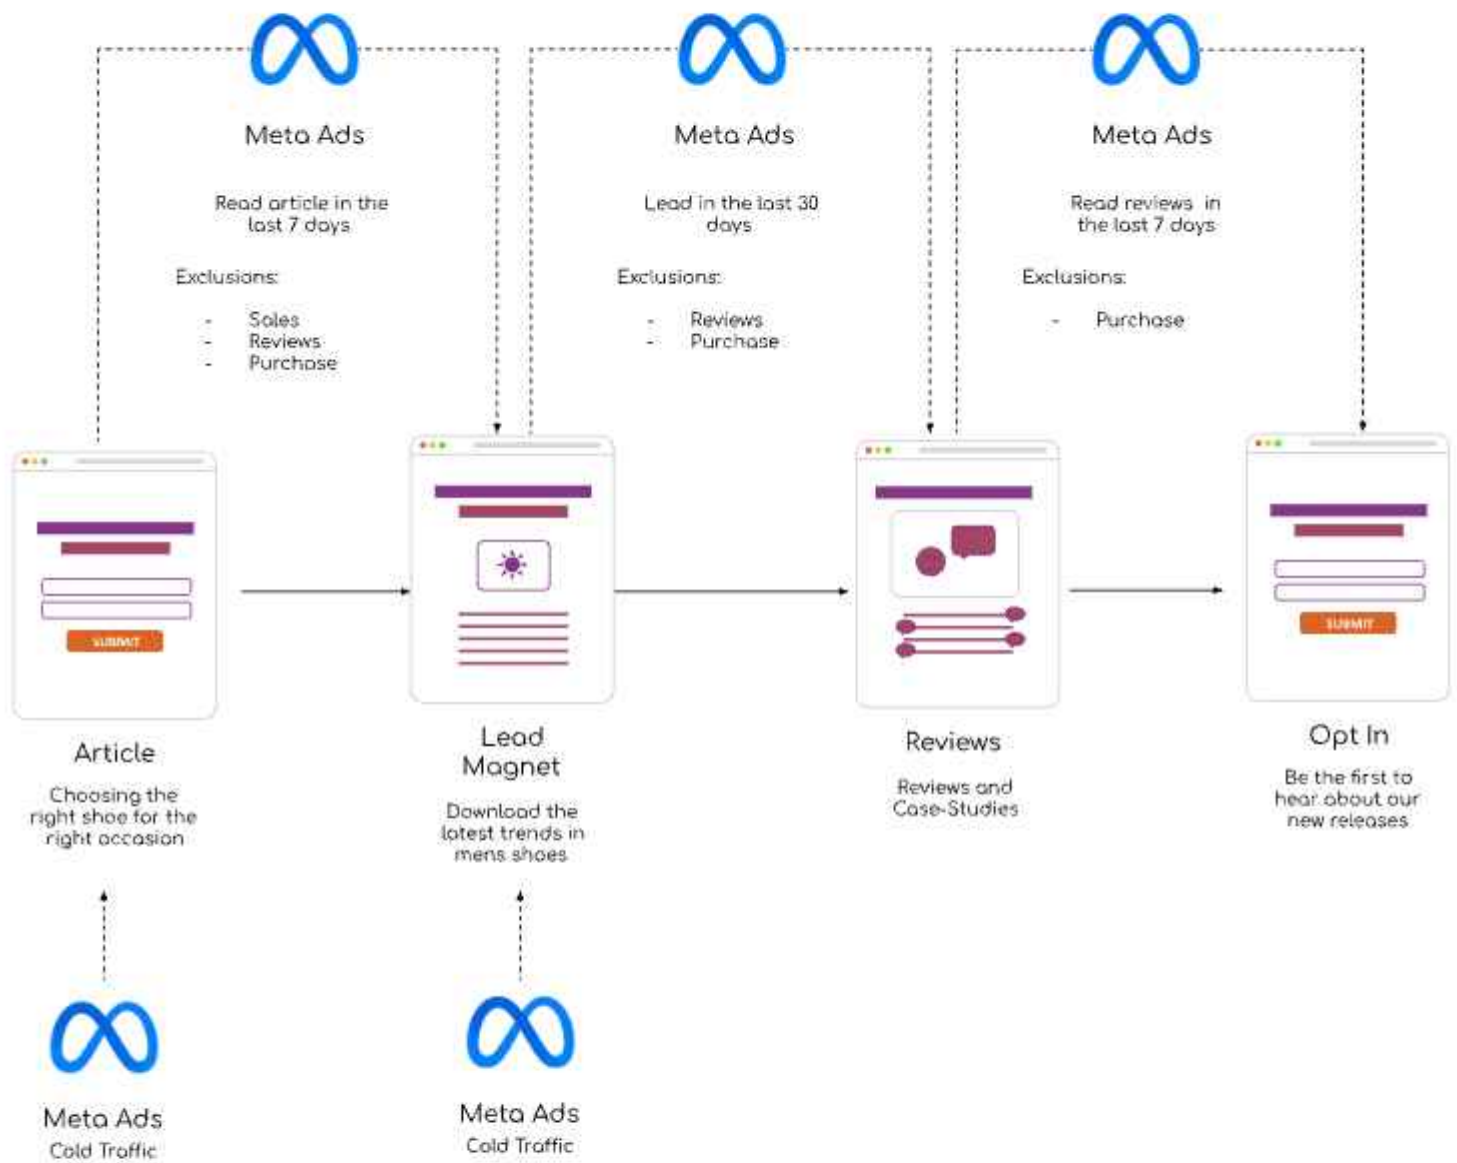 Meta Ads
Read article in the
last 7 days
Exclusions:
- Sales
- Reviews
- Purchase
Meta Ads
Lead in the last 30
days
Exclusions:
- Reviews
- Purchase
Meta Ads
Read reviews in
the last 7 days
Exclusions:
- Purchase
SUBMIT
Article
Choosing the
right shoe for the
right occasion
Lead
Magnet
Download the
latest trends in
mens shoes
Reviews
Reviews and
Case-Studies
SUBMIT
Opt In
Be the first to
hear about our
new releases
Meta Ads
Cold Traffic
Meta Ads
Cold Traffic